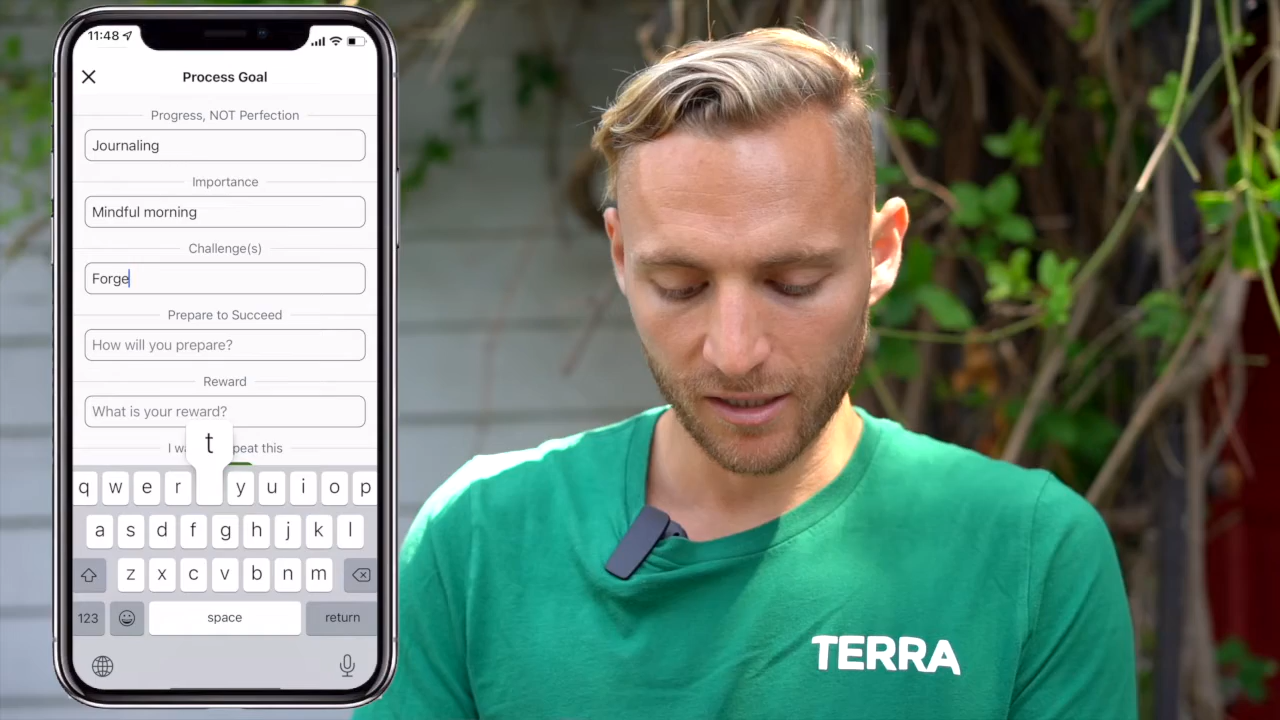 11:48
Process Goal
Progress, NOT Perfection
Journaling
Importance
Mindful morning
Challenge(s)
Forge
Prepare to Succeed
How will you prepare?
Reward
What is your reward?
t
I wa peat this
q w e r y u i o p
a s d f g h j k l
z x c v b n m
123 space return
TERRA